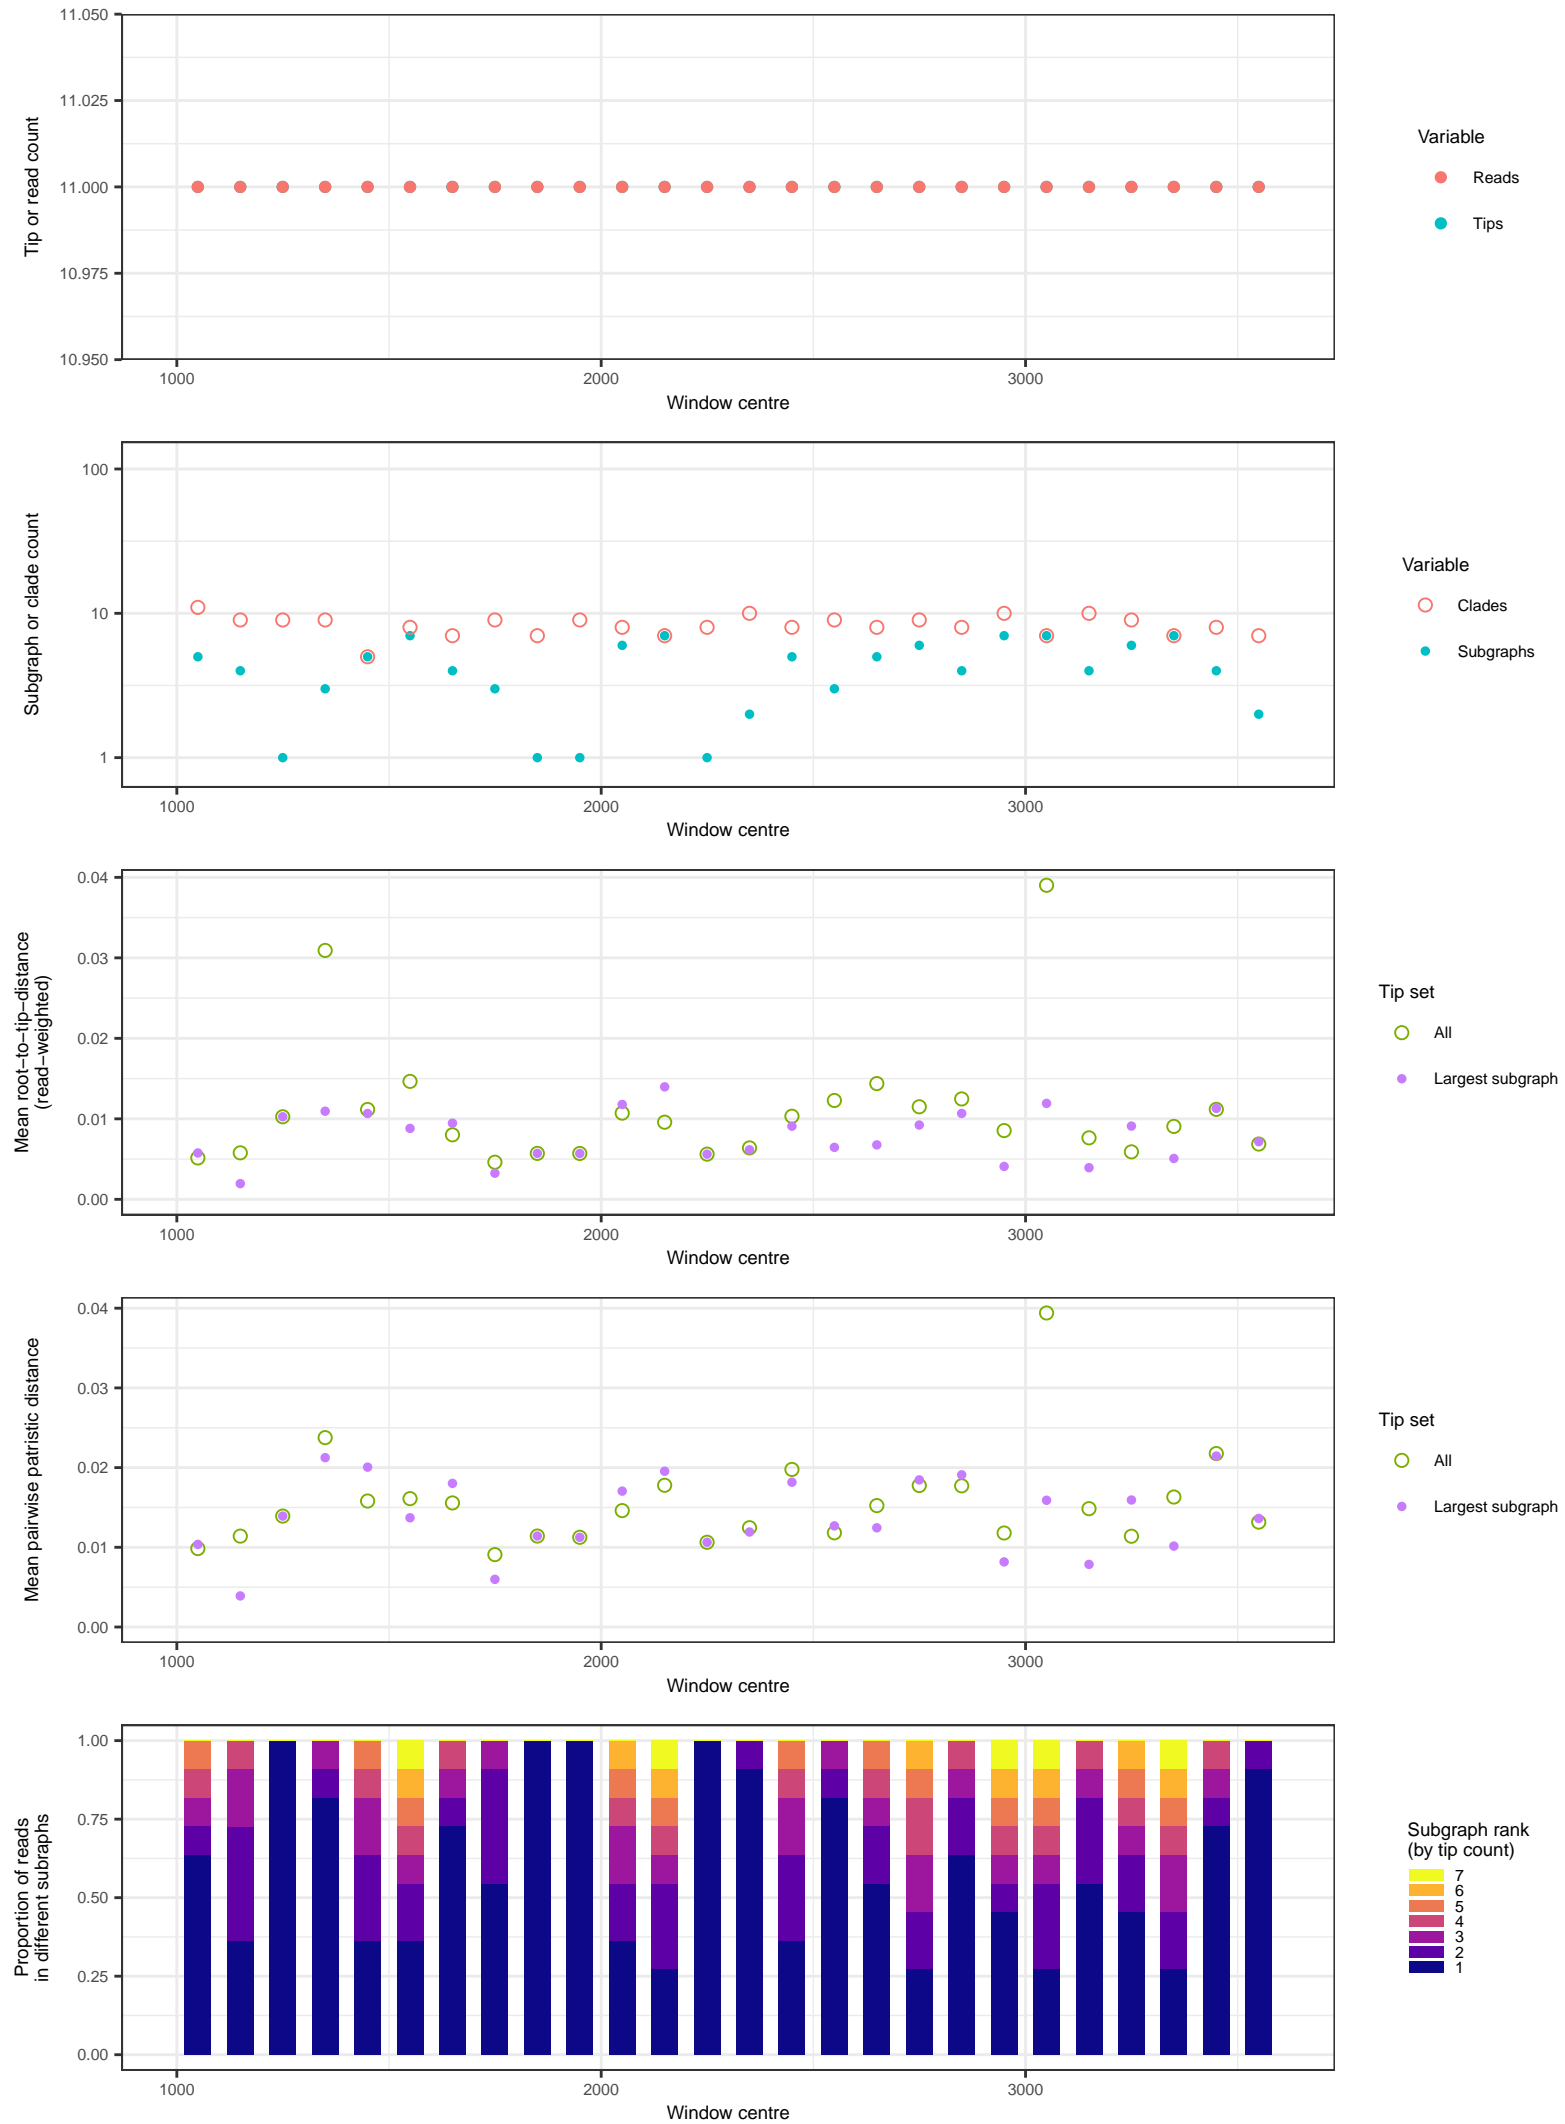 11.050
11.025
11.000
10.975
10.950
Tip or read count
1000
2000
3000
Window centre
Variable
Reads
Tips
100
10
1
Subgraph or clade count
1000
2000
3000
Window centre
Variable
Clades
Subgraphs
0.04
0.03
0.02
0.01
0.00
Mean root−to−tip−distance
(read−weighted)
1000
2000
3000
Window centre
Tip set
All
Largest subgraph
0.04
0.03
0.02
0.01
0.00
Mean pairwise patristic distance
1000
2000
3000
Window centre
Tip set
All
Largest subgraph
1.00
0.75
0.50
0.25
0.00
Proportion of reads
in different subraphs
1000
2000
3000
Window centre
Subgraph rank
(by tip count)
7
6
5
4
3
2
1